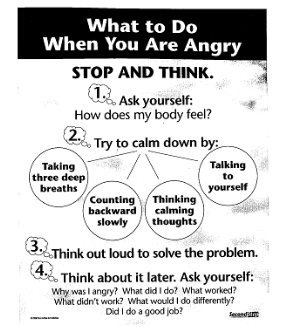 What to Do
When You Are Angry
STOP AND THINK.
1. Ask yourself:
How does my body feel?
2. Try to calm down by:
Taking
three deep
breaths
Counting
backward
slowly
Thinking
calming
thoughts
Talking
to
yourself
3. Think out loud to solve the problem.
4. Think about it later. Ask yourself:
Why was I angry? What did I do? What worked?
What didn't work? What would I do differently?
Did I do a good job?
Second